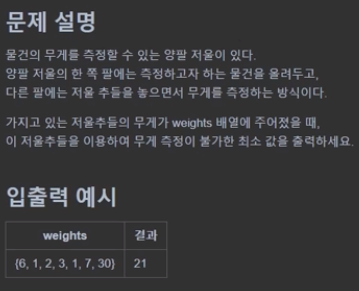 문제 설명
물건의 무게를 측정할 수 있는 양팔 저울이 있다.
양팔 저울의 한 쪽 팔에는 측정하고자 하는 물건을 올려두고,
다른 팔에는 저울 추들을 놓으면서 무게를 측정하는 방식이다.
가지고 있는 저울추들의 무게가 weights 배열에 주어졌을 때,
이 저울추들을 이용하여 무게 측정이 불가한 최소 값을 출력하세요.
입출력 예시
weights 결과
{6, 1, 2, 3, 1, 7, 30} 21